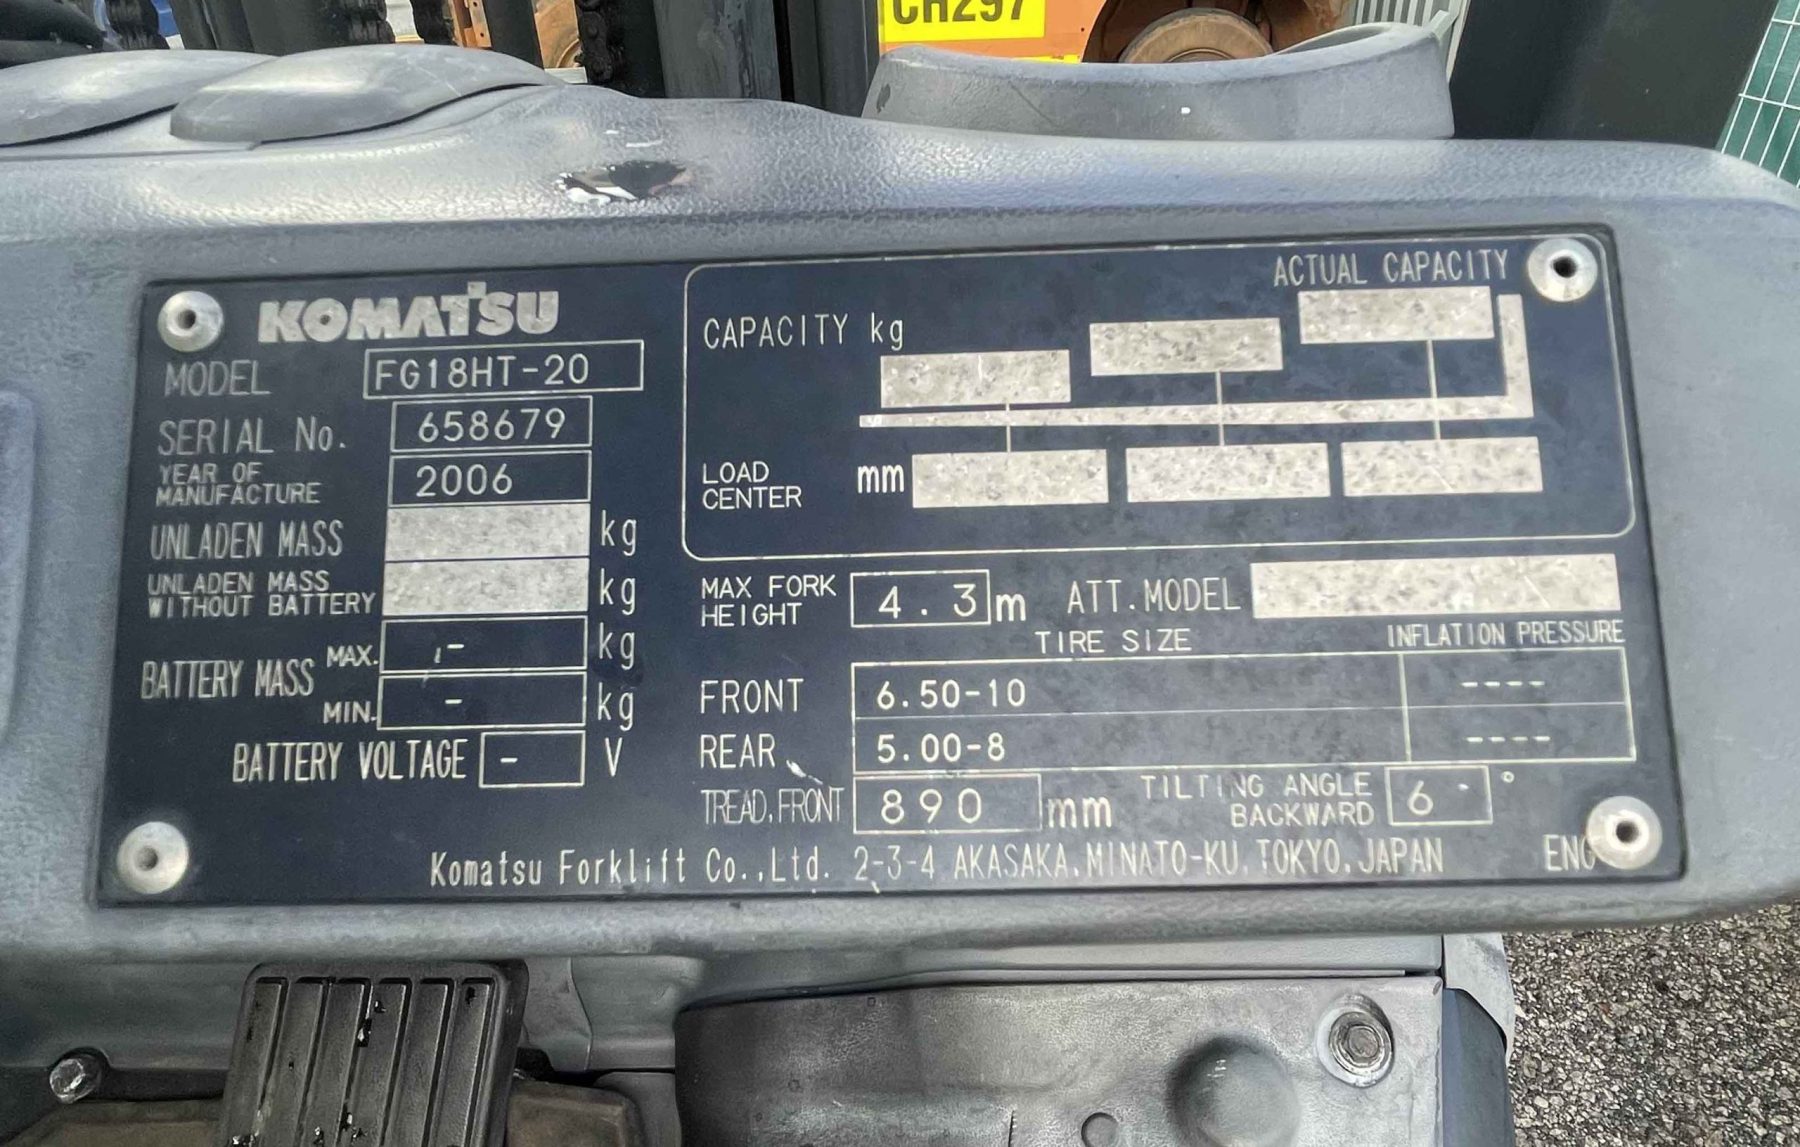 CH297
KOMATSU
MODEL FG18HT-20
SERIAL No. 658679
YEAR OF
MANUFACTURE 2006
UNLADEN MASS kg
UNLADEN MASS
WITHOUT BATTERY kg
BATTERY MASS MAX. - kg
MIN. - kg
BATTERY VOLTAGE - V
ACTUAL CAPACITY
CAPACITY kg
LOAD
CENTER mm
MAX FORK
HEIGHT 4.3 m ATT.MODEL
TIRE SIZE INFLATION PRESSURE
FRONT 6.50-10 ----
REAR 5.00-8 ----
TREAD,FRONT 890 mm TILTING ANGLE
BACKWARD 6 °
Komatsu Forklift Co.,Ltd. 2-3-4 AKASAKA,MINATO-KU,TOKYO,JAPAN